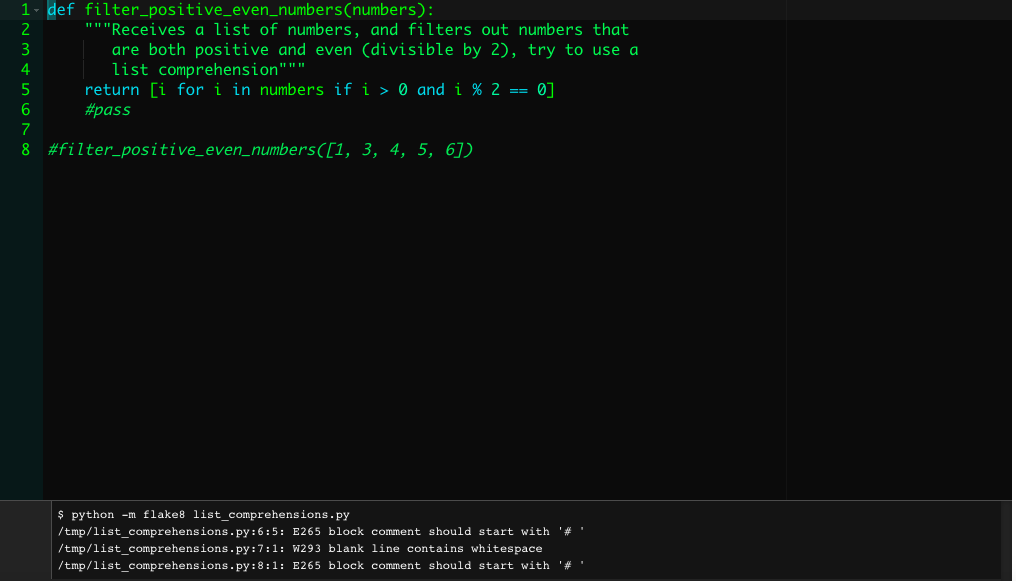 1 def filter_positive_even_numbers(numbers):
2     """Receives a list of numbers, and filters out numbers that
3        are both positive and even (divisible by 2), try to use a
4        list comprehension"""
5     return [i for i in numbers if i > 0 and i % 2 == 0]
6     #pass
7
8 #filter_positive_even_numbers([1, 3, 4, 5, 6])
$ python -m flake8 list_comprehensions.py
/tmp/list_comprehensions.py:6:5: E265 block comment should start with '# '
/tmp/list_comprehensions.py:7:1: W293 blank line contains whitespace
/tmp/list_comprehensions.py:8:1: E265 block comment should start with '# '